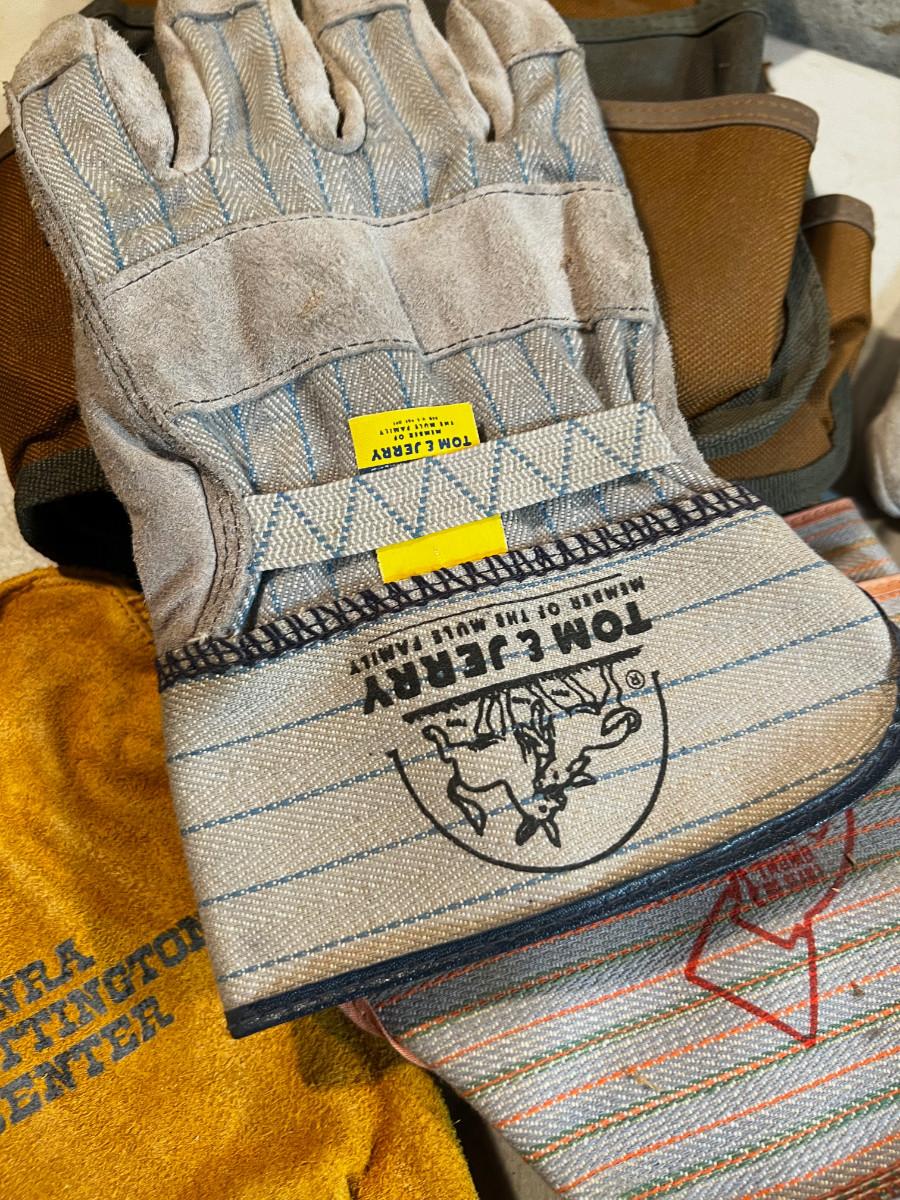 TOM & JERRY
MEMBER OF
THE MULE FAMILY
TOM & JERRY
MEMBER OF THE MULE FAMILY
®
NRA
TTINGTON
CENTER